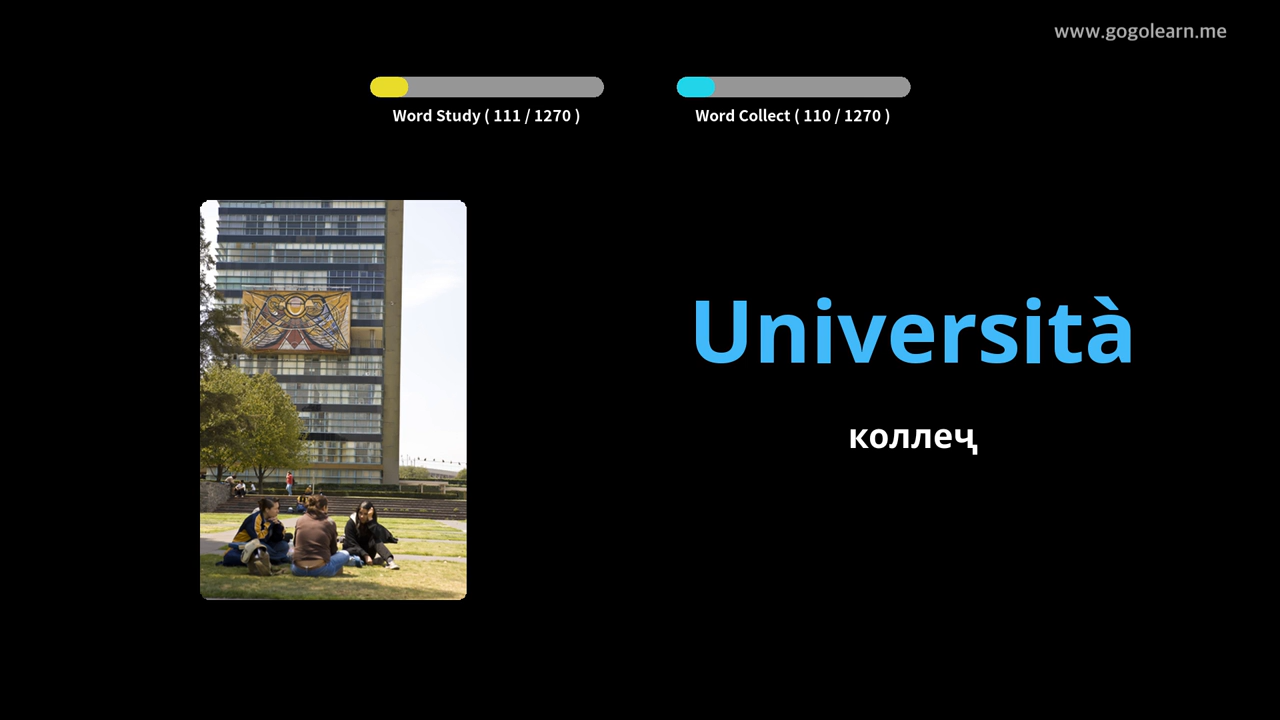 www.gogolearn.me
Word Study ( 111 / 1270 )
Word Collect ( 110 / 1270 )
Università
коллеҷ